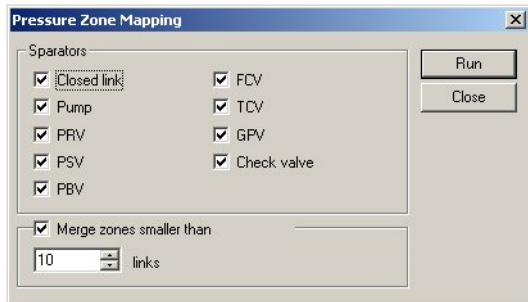 Pressure Zone Mapping
Sparators
Closed link
Pump
PRV
PSV
PBV
FCV
TCV
GPV
Check valve
Run
Close
Merge zones smaller than
10 links